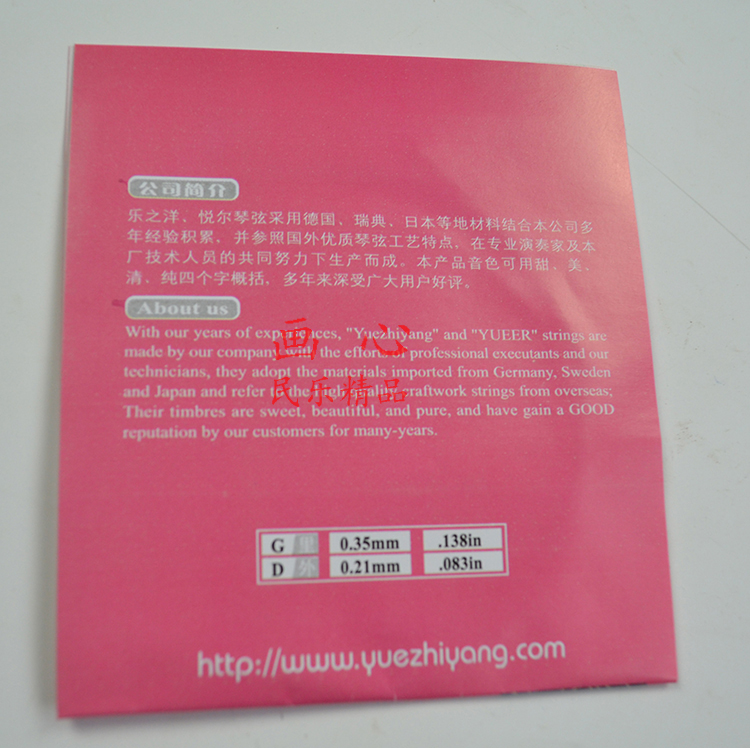 公司简介
乐之洋、悦尔琴弦采用德国、瑞典、日本等地材料结合本公司多
年经验积累，并参照国外优质琴弦工艺特点，在专业演奏家及本
厂技术人员的共同努力下生产而成。本产品音色可用甜、美、
清、纯四个字概括，多年来深受广大用户好评。
About us
With our years of experiences, "Yuezhiyang" and "YUEER" strings are
made by our company with the effort of professional executants and our
technicians, they adopt the materials imported from Germany, Sweden
and Japan and refer to the high-quality craftwork strings from overseas;
Their timbres are sweet, beautiful, and pure, and have gain a GOOD
reputation by our customers for many-years.
画心
民乐精品
G 里 0.35mm .138in
D 外 0.21mm .083in
http://www.yuezhiyang.com